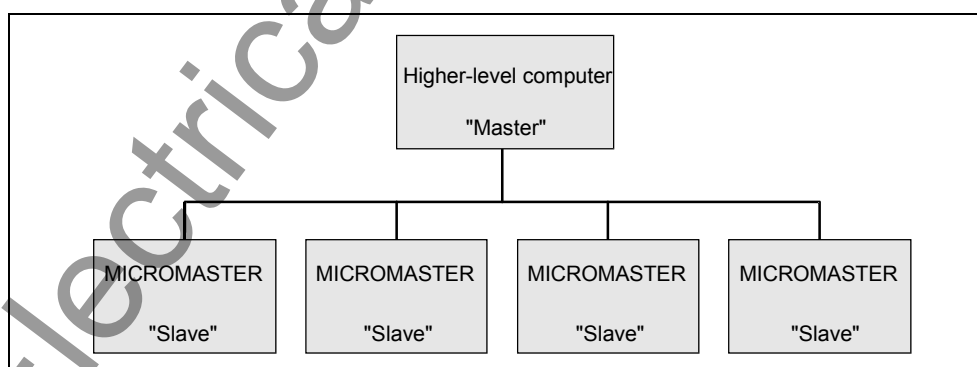 Higher-level computer
"Master"
MICROMASTER MICROMASTER MICROMASTER MICROMASTER
"Slave" "Slave" "Slave" "Slave"